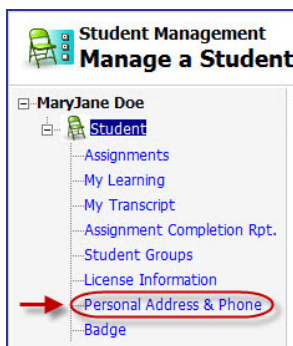 Student Management
Manage a Student
MaryJane Doe
Student
Assignments
My Learning
My Transcript
Assignment Completion Rpt.
Student Groups
License Information
Personal Address & Phone
Badge